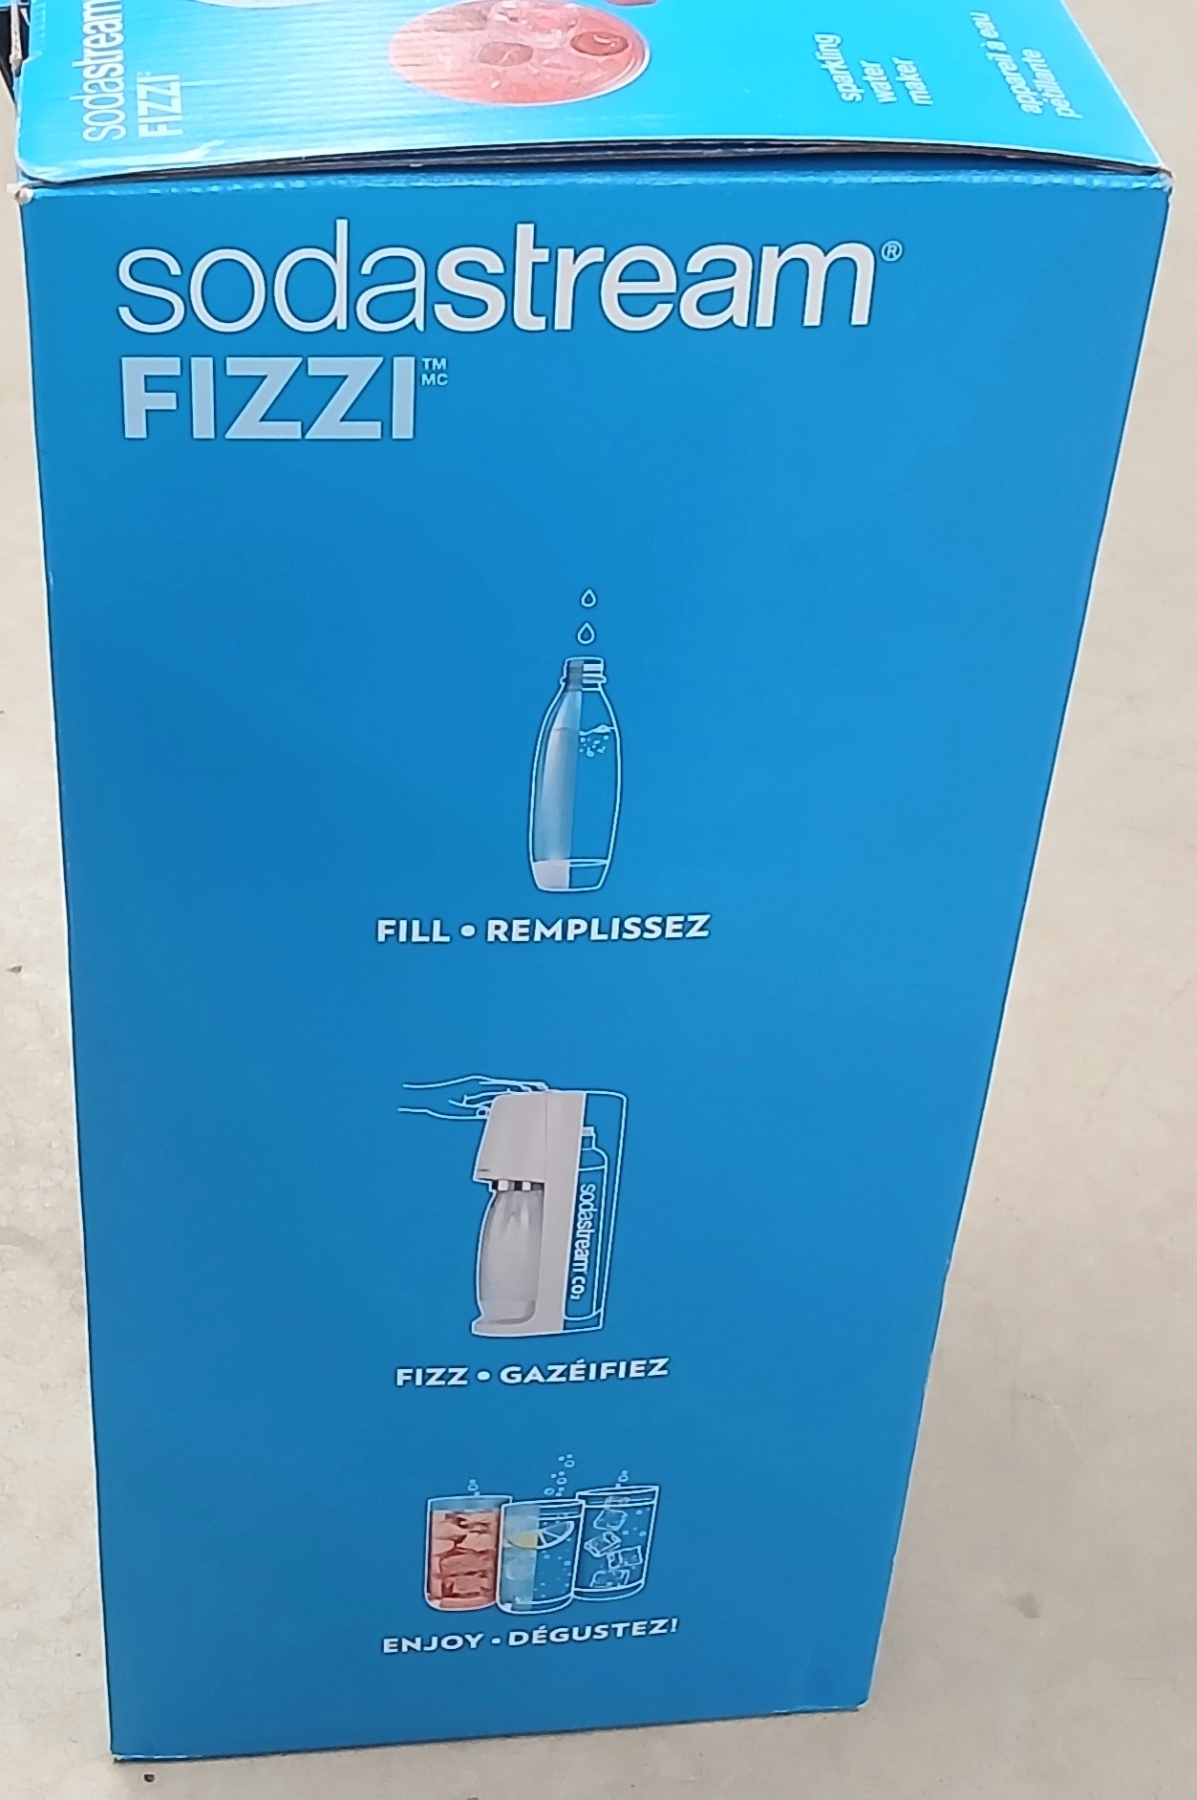 sodastream
FIZZI
sparkling
water
maker
appareil à eau
pétillante
sodastream®
FIZZI™ MC
FILL • REMPLISSEZ
sodastream CO₂
FIZZ • GAZÉIFIEZ
ENJOY • DÉGUSTEZ!